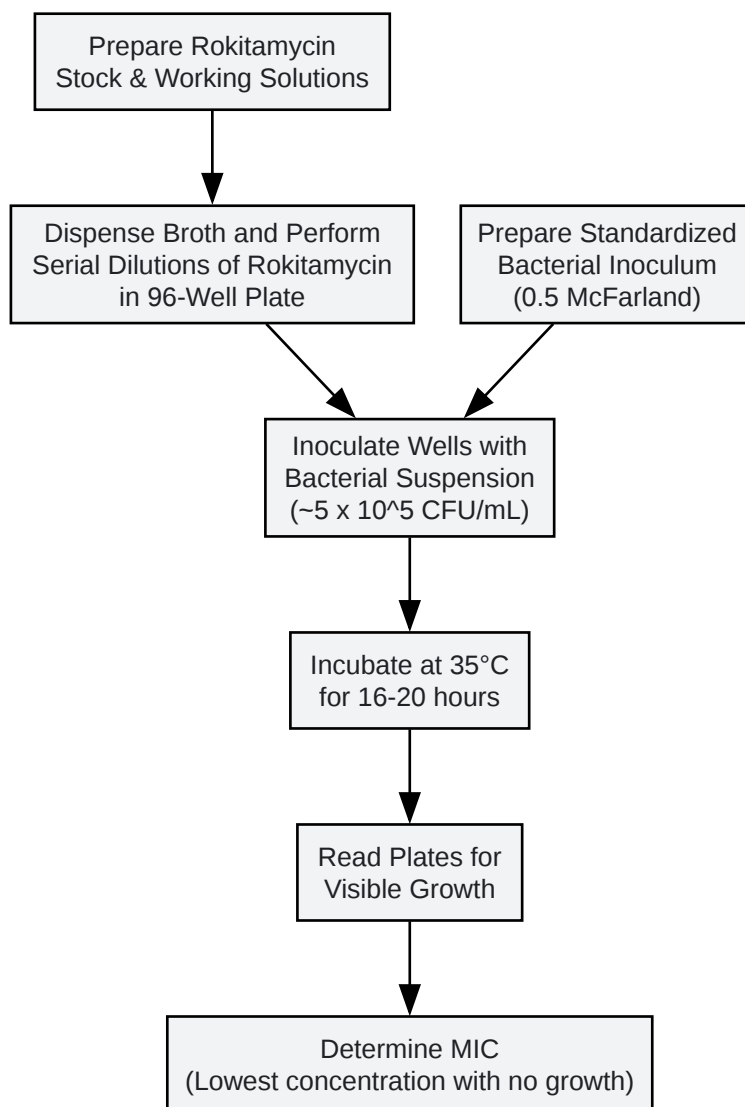 Prepare Rokitamycin
Stock & Working Solutions
Dispense Broth and Perform
Serial Dilutions of Rokitamycin
in 96-Well Plate
Prepare Standardized
Bacterial Inoculum
(0.5 McFarland)
Inoculate Wells with
Bacterial Suspension
(~5 x 10^5 CFU/mL)
Incubate at 35°C
for 16-20 hours
Read Plates for
Visible Growth
Determine MIC
(Lowest concentration with no growth)